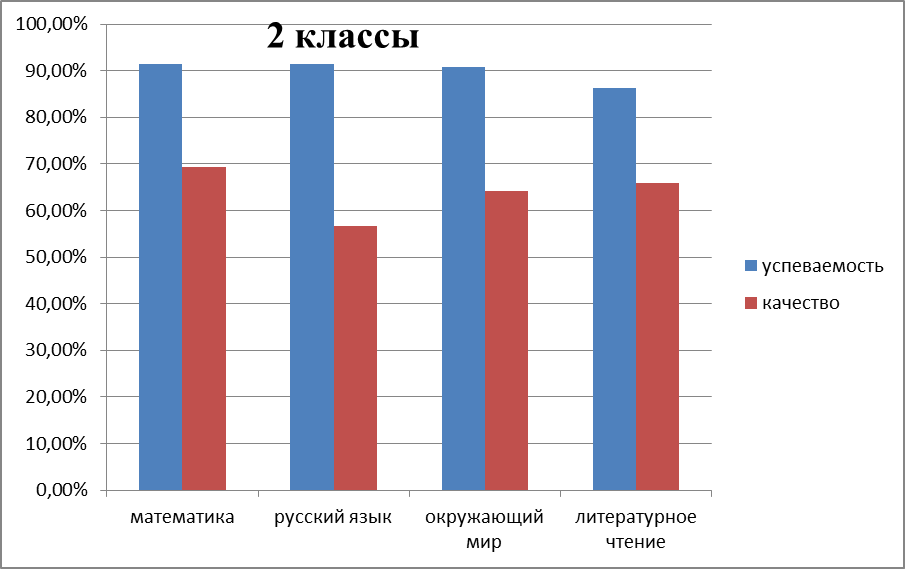 2 классы
100,00%
90,00%
80,00%
70,00%
60,00%
50,00%
40,00%
30,00%
20,00%
10,00%
0,00%
математика
русский язык
окружающий
мир
литературное
чтение
успеваемость
качество